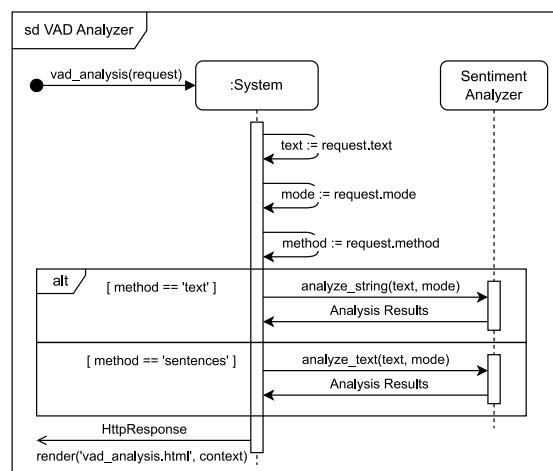 sd VAD Analyzer
vad_analysis(request)
:System
Sentiment
Analyzer
text := request.text
mode := request.mode
method := request.method
alt
[ method == 'text' ]
analyze_string(text, mode)
Analysis Results
[ method == 'sentences' ]
analyze_text(text, mode)
Analysis Results
HttpResponse
render('vad_analysis.html', context)